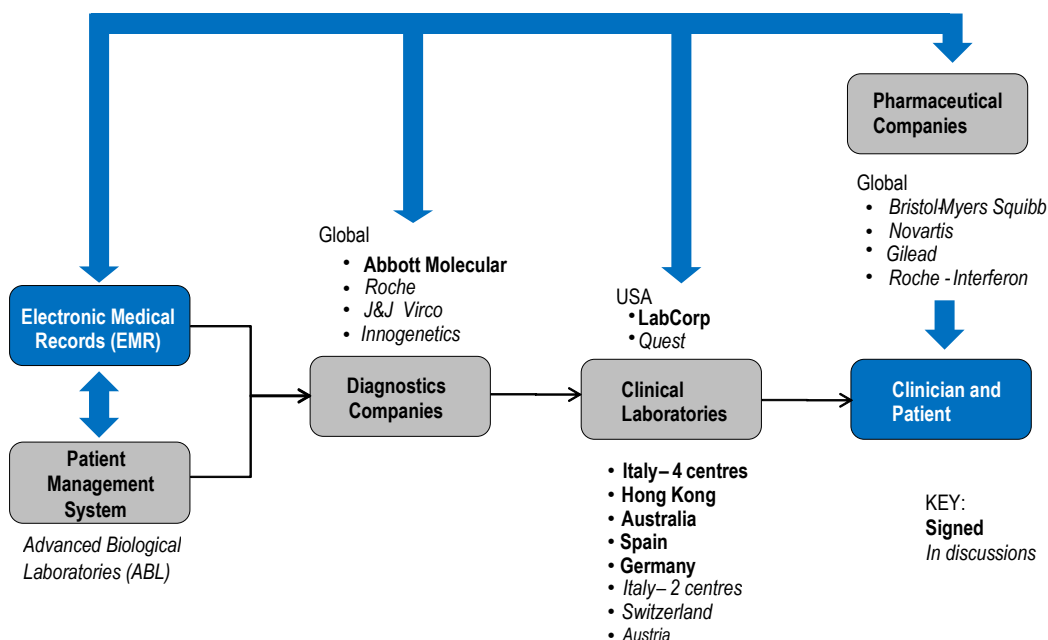 Pharmaceutical
Companies
Global
• Bristol-Myers Squibb
• Novartis
• Gilead
• Roche - Interferon
Global
• Abbott Molecular
• Roche
• J&J Virco
• Innogenetics
USA
• LabCorp
• Quest
Electronic Medical
Records (EMR)
Diagnostics
Companies
Clinical
Laboratories
Clinician and
Patient
Patient
Management
System
Advanced Biological
Laboratories (ABL)
• Italy– 4 centres
• Hong Kong
• Australia
• Spain
• Germany
• Italy– 2 centres
• Switzerland
• Austria
KEY:
Signed
In discussions